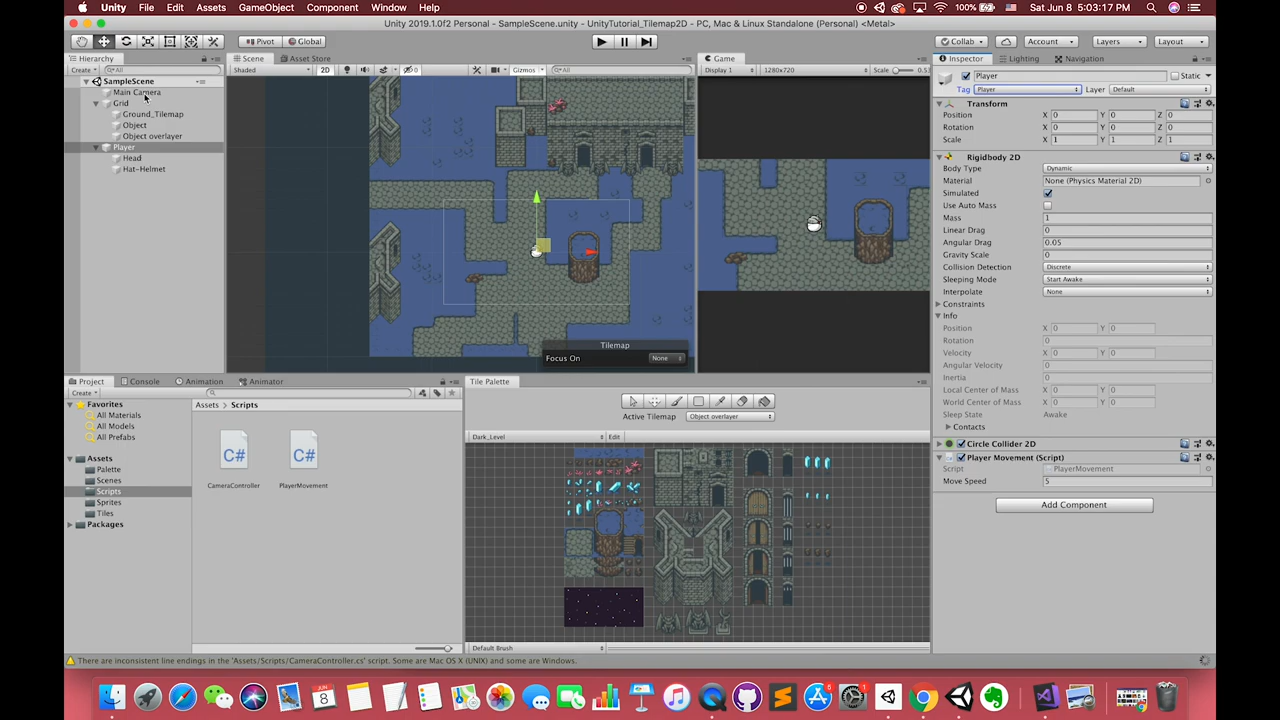 Unity File Edit Assets GameObject Component Window Help 100% Sat Jun 8 5:03:17 PM
Unity 2019.1.0f2 Personal - SampleScene.unity - UnityTutorial_Tilemap2D - PC, Mac & Linux Standalone (Personal) <Metal>
Pivot Global Collab Account Layers Layout
Hierarchy Scene Asset Store Game Inspector Lighting Navigation
Create All Shaded 2D 0 Gizmos All Display 1 1280x720 Scale 0.5
Player Static
Tag Player Layer Default
SampleScene
Main Camera
Grid
Ground_Tilemap
Object
Object overlayer
Player
Head
Hat-Helmet
Tilemap
Focus On None
Transform
Position X 0 Y 0 Z 0
Rotation X 0 Y 0 Z 0
Scale X 1 Y 1 Z 1
Rigidbody 2D
Body Type Dynamic
Material None (Physics Material 2D)
Simulated
Use Auto Mass
Mass 1
Linear Drag 0
Angular Drag 0.05
Gravity Scale 0
Collision Detection Discrete
Sleeping Mode Start Awake
Interpolate None
Constraints
Info
Position X 0 Y 0
Rotation 0
Velocity X 0 Y 0
Angular Velocity 0
Inertia 0
Local Center of Mass X 0 Y 0
World Center of Mass X 0 Y 0
Sleep State Awake
Contacts
Circle Collider 2D
Player Movement (Script)
Script PlayerMovement
Move Speed 5
Add Component
Project Console Animation Animator
Create
Favorites
All Materials
All Models
All Prefabs
Assets
Palette
Scenes
Scripts
Sprites
Tiles
Packages
Assets > Scripts
C# C#
CameraController PlayerMovement
Tile Palette
Active Tilemap Object overlayer
Dark_Level Edit
Default Brush
There are inconsistent line endings in the 'Assets/Scripts/CameraController.cs' script. Some are Mac OS X (UNIX) and some are Windows.